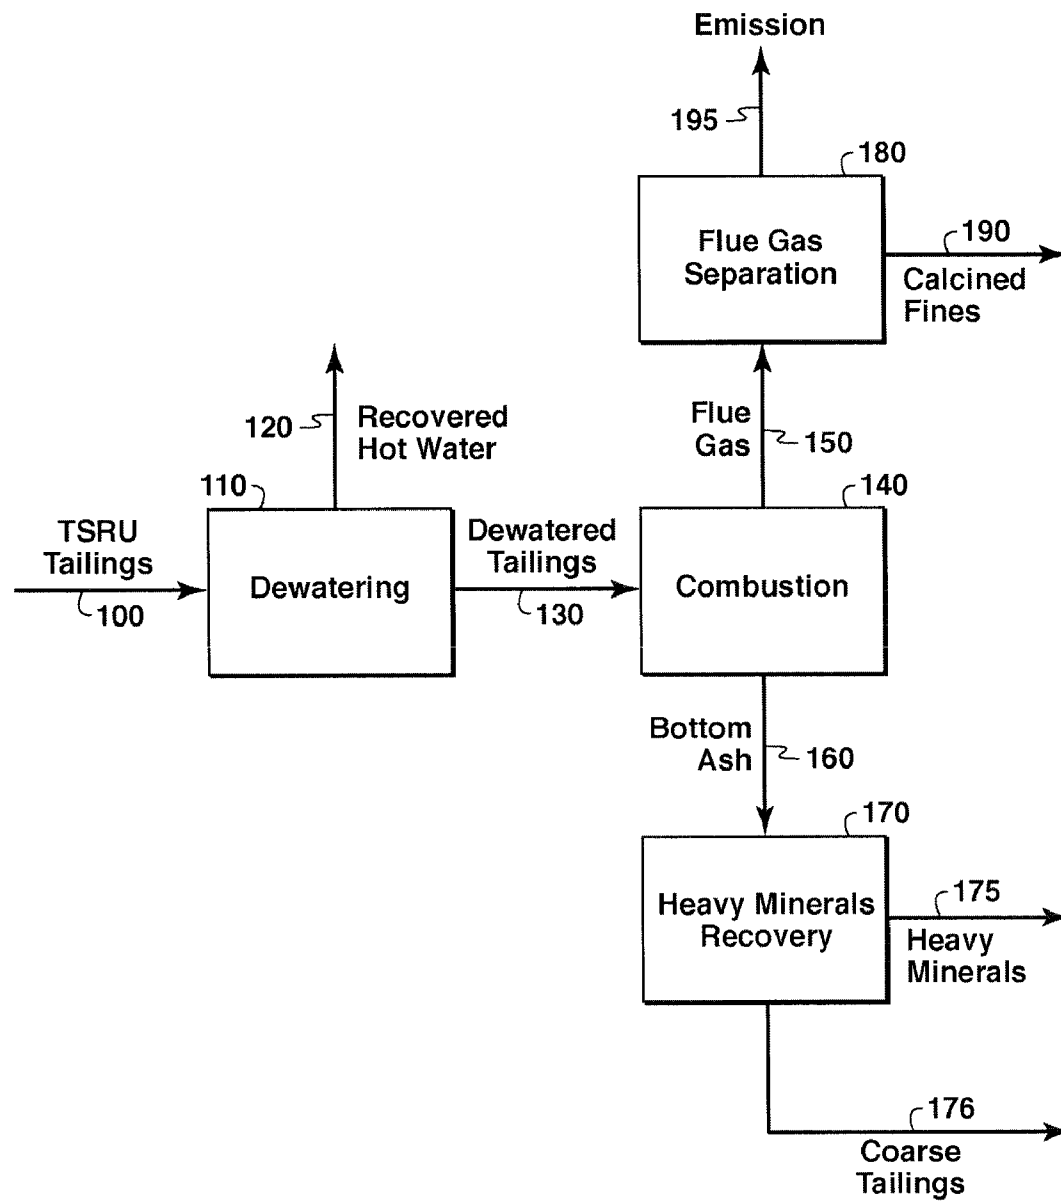 Emission
195
180
Flue Gas
Separation
190
Calcined
Fines
120
Recovered
Hot Water
Flue
Gas
150
110
140
TSRU
Tailings
100
Dewatering
Dewatered
Tailings
130
Combustion
Bottom
Ash
160
170
Heavy Minerals
Recovery
175
Heavy
Minerals
176
Coarse
Tailings